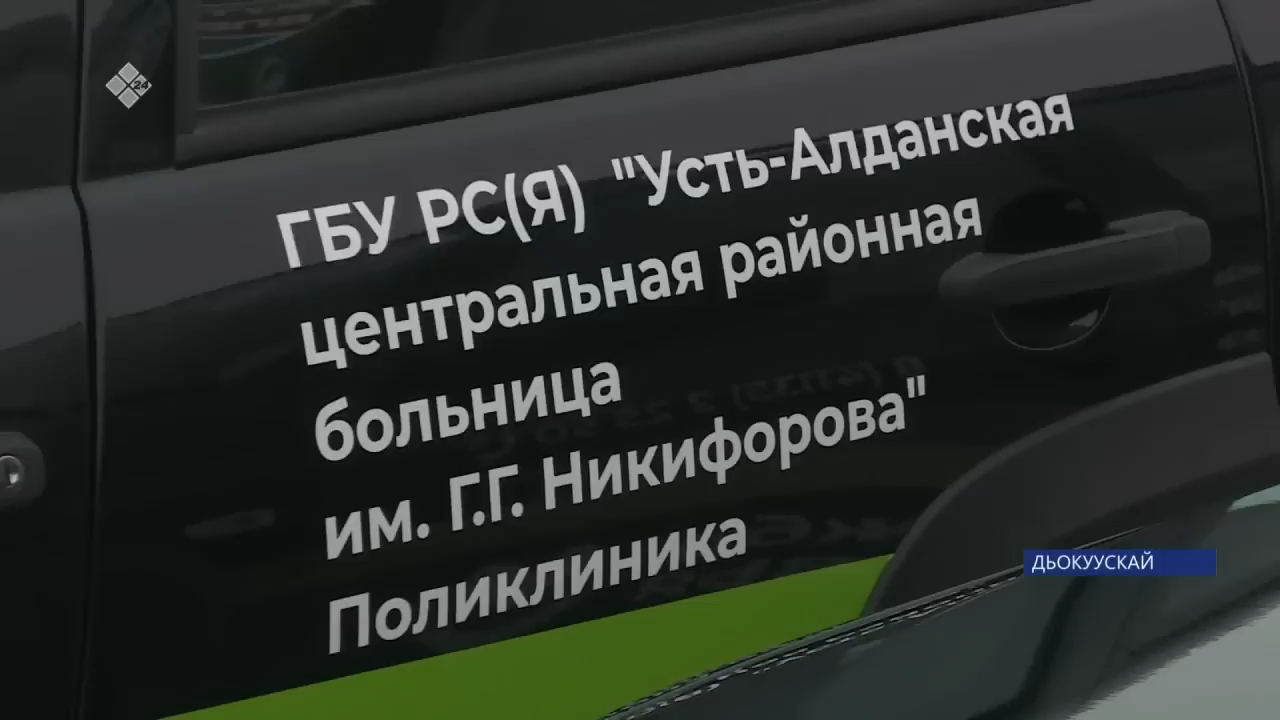 24
ГБУ РС(Я) "Усть-Алданская
центральная районная
больница
им. Г.Г. Никифорова"
Поликлиника
ДЬОКУУСКАЙ